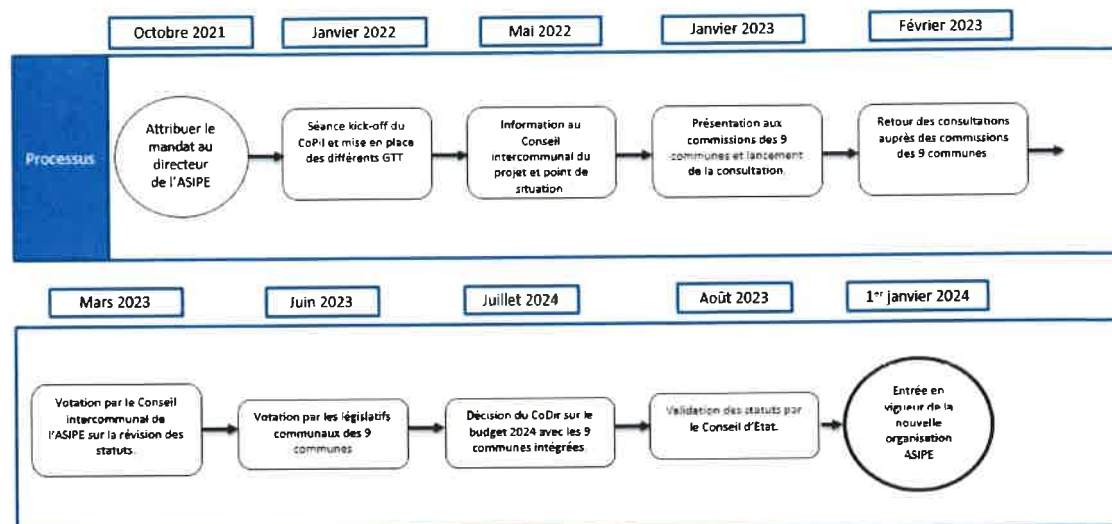 Octobre 2021
Janvier 2022
Mai 2022
Janvier 2023
Février 2023
Processus
Attribuer le
mandat au
directeur
de l'ASIPE
Séance kick-off du
CoPil et mise en place
des différents GTT
Information au
Conseil
intercommunal du
projet et point de
situation
Présentation aux
commissions des 9
communes et lancement
de la consultation.
Retour des consultations
auprès des commissions
des 9 communes
Mars 2023
Juin 2023
Juillet 2024
Août 2023
1er janvier 2024
Votation par le Conseil
intercommunal de
l'ASIPE sur la révision des
statuts.
Votation par les législatifs
communaux des 9
communes
Décision du CoDir sur le
budget 2024 avec les 9
communes intégrées
Validation des statuts par
le Conseil d'Etat.
Entrée en
vigueur de la
nouvelle
organisation
ASIPE